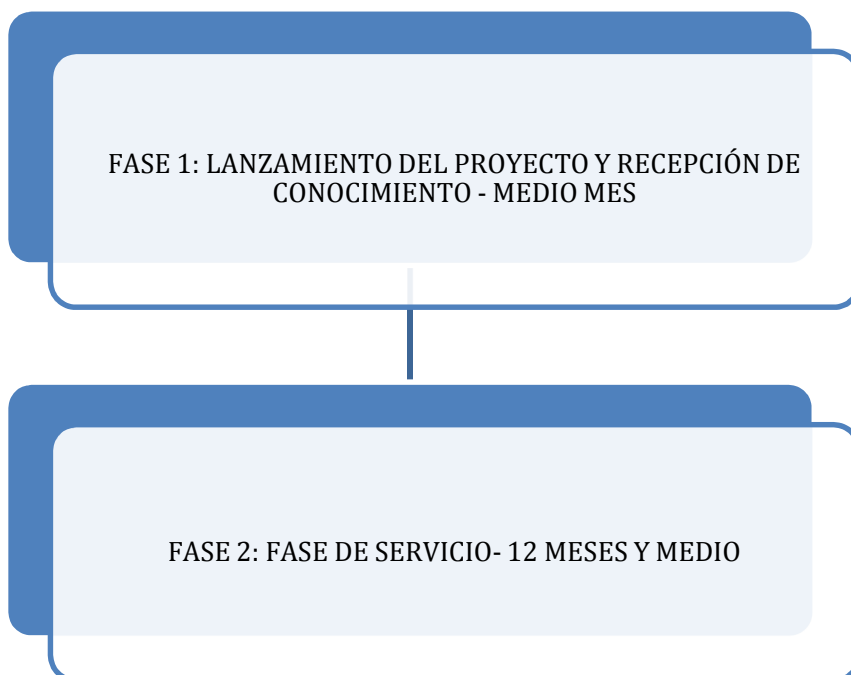 FASE 1: LANZAMIENTO DEL PROYECTO Y RECEPCIÓN DE
CONOCIMIENTO - MEDIO MES
FASE 2: FASE DE SERVICIO- 12 MESES Y MEDIO